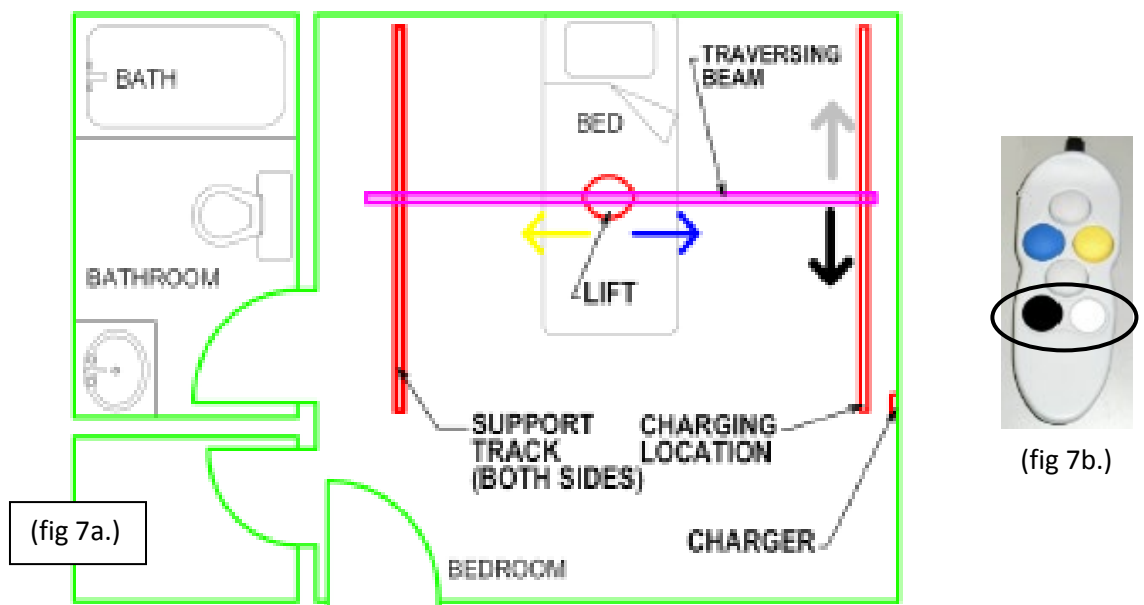 BATH
TRAVERSING
BEAM
BED
BATHROOM
LIFT
SUPPORT
TRACK
(BOTH SIDES)
CHARGING
LOCATION
CHARGER
BEDROOM
(fig 7a.)
(fig 7b.)